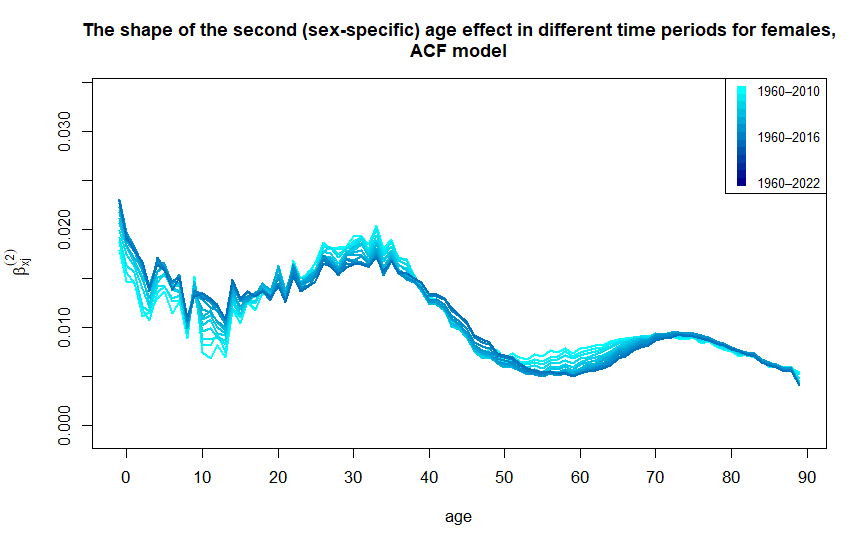 The shape of the second (sex-specific) age effect in different time periods for females,
ACF model
1960–2010
1960–2016
1960–2022
0.030
0.020
0.010
0.000
β_xj^(2)
0 10 20 30 40 50 60 70 80 90
age